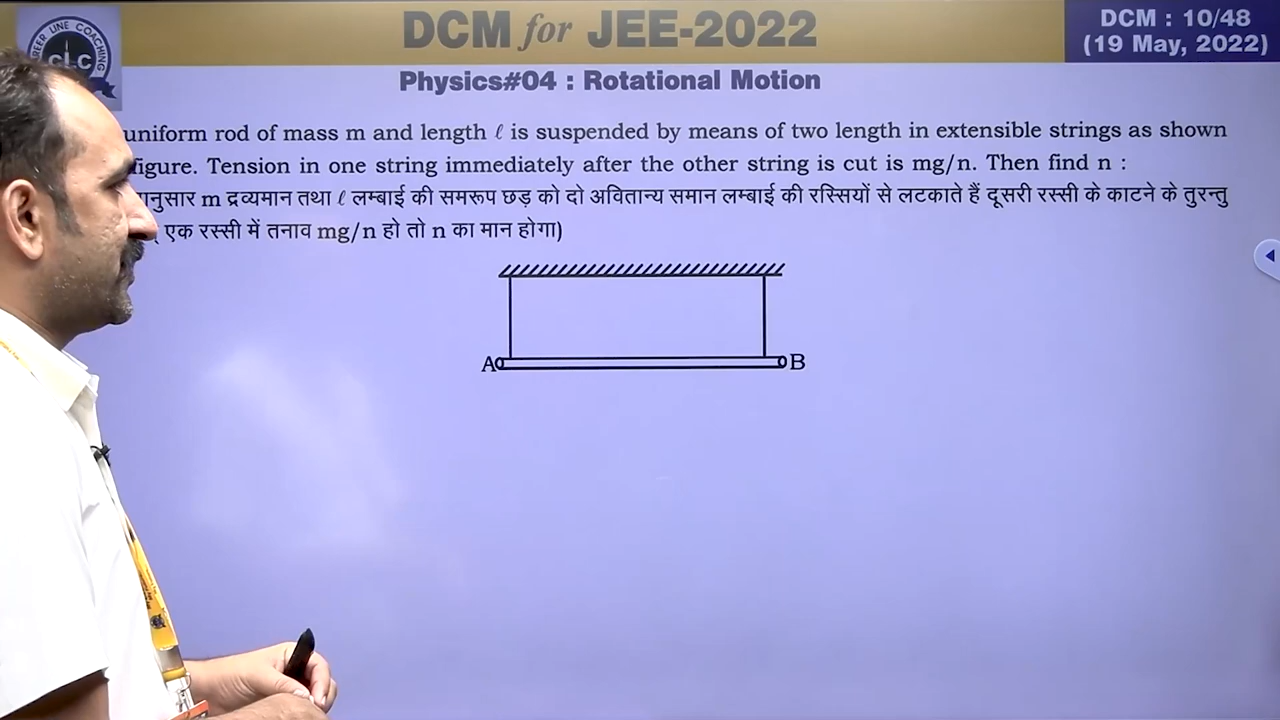 DCM for JEE-2022
DCM : 10/48
(19 May, 2022)
CLC
Physics#04 : Rotational Motion
uniform rod of mass m and length ℓ is suspended by means of two length in extensible strings as shown
figure. Tension in one string immediately after the other string is cut is mg/n. Then find n :
m द्रव्यमान तथा ℓ लम्बाई की समरूप छड़ को दो अवितान्य समान लम्बाई की रस्सियों से लटकाते हैं दूसरी रस्सी के काटने के तुरन्त
एक रस्सी में तनाव mg/n हो तो n का मान होगा)
A
B